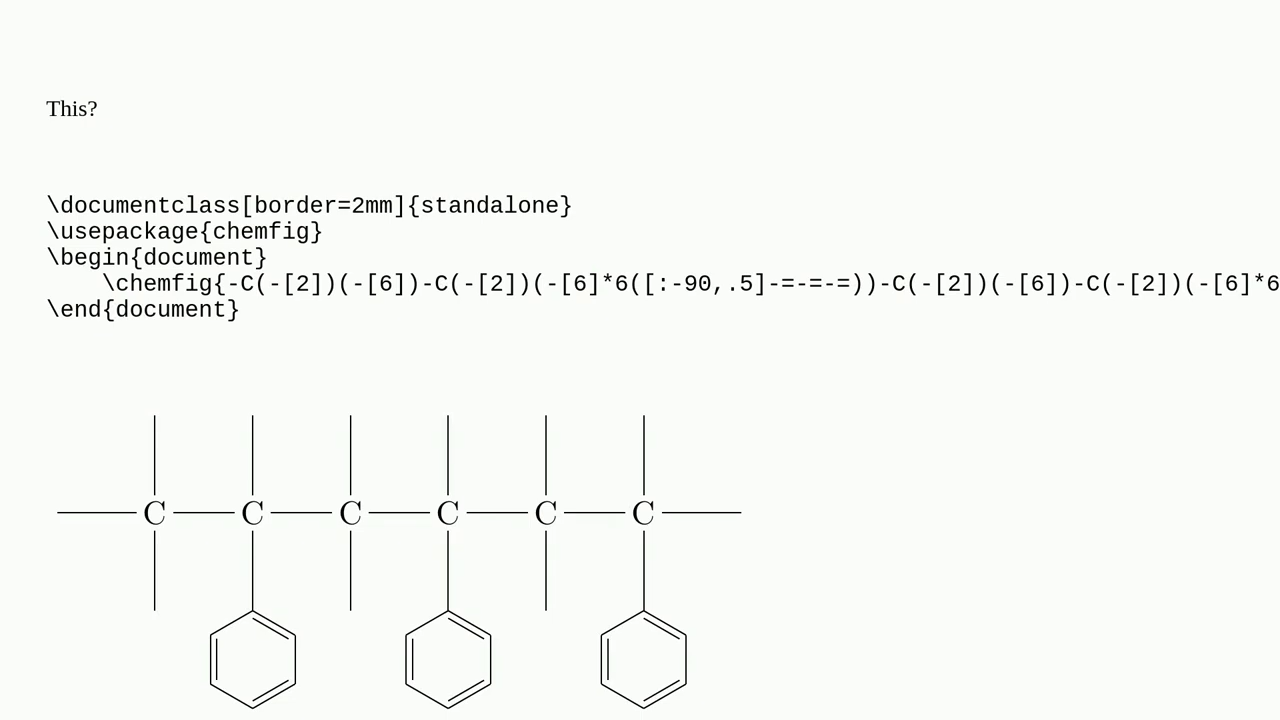 This?
\documentclass[border=2mm]{standalone}
\usepackage{chemfig}
\begin{document}
    \chemfig{-C(-[2])(-[6])-C(-[2])(-[6]*6([:-90,.5]-=-=-=))-C(-[2])(-[6])-C(-[2])(-[6]*6
\end{document}
C C C C C C